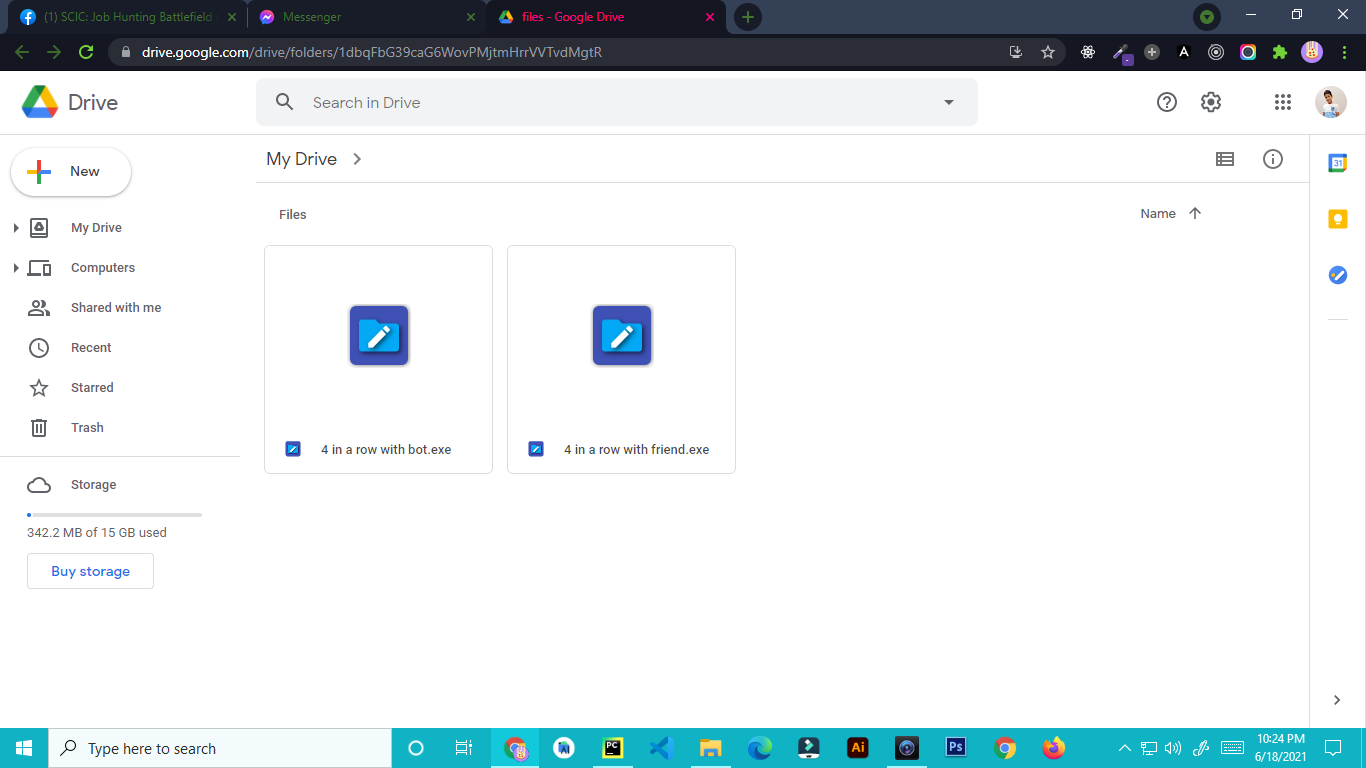 (1) SCIC: Job Hunting Battlefield
Messenger
files - Google Drive
drive.google.com/drive/folders/1dbqFbG39caG6WovPMjtmHrrVVTvdMgtR
Drive
Search in Drive
New
My Drive
Computers
Shared with me
Recent
Starred
Trash
Storage
342.2 MB of 15 GB used
Buy storage
My Drive
Files
Name
4 in a row with bot.exe
4 in a row with friend.exe
31
Type here to search
PC
Ai
Ps
10:24 PM
6/18/2021